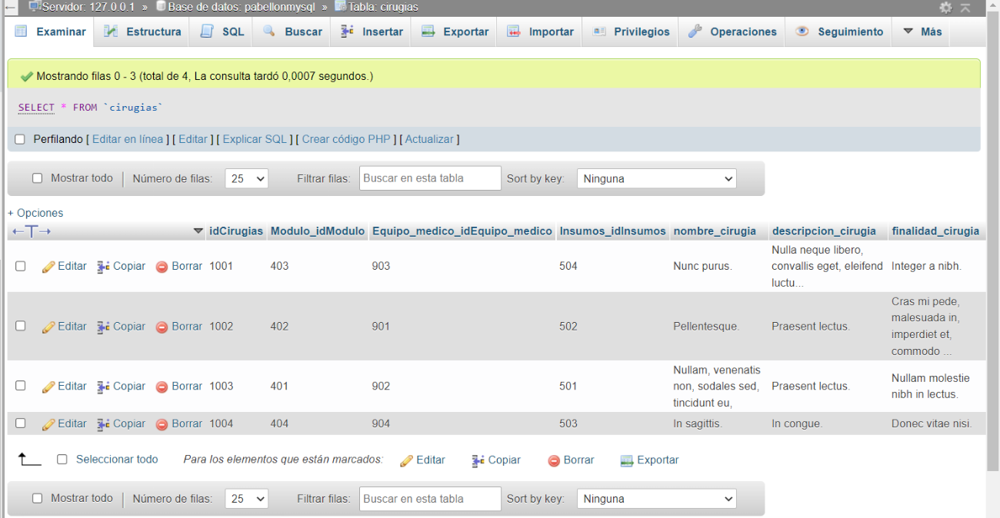 Servidor: 127.0.0.1 » Base de datos: pabellonmysql » Tabla: cirugias
Examinar Estructura SQL Buscar Insertar Exportar Importar Privilegios Operaciones Seguimiento Más
Mostrando filas 0 - 3 (total de 4, La consulta tardó 0,0007 segundos.)
SELECT * FROM `cirugias`
Perfilando [ Editar en línea ] [ Editar ] [ Explicar SQL ] [ Crear código PHP ] [ Actualizar ]
Mostrar todo Número de filas: 25 Filtrar filas: Buscar en esta tabla Sort by key: Ninguna
+ Opciones
←T→ idCirugias Modulo_idModulo Equipo_medico_idEquipo_medico Insumos_idInsumos nombre_cirugia descripcion_cirugia finalidad_cirugia
Editar Copiar Borrar 1001 403 903 504 Nunc purus.
Nulla neque libero,
convallis eget, eleifend
luctu...
Integer a nibh.
Editar Copiar Borrar 1002 402 901 502 Pellentesque. Praesent lectus.
Cras mi pede,
malesuada in,
imperdiet et,
commodo ...
Editar Copiar Borrar 1003 401 902 501
Nullam, venenatis
non, sodales sed,
tincidunt eu,
Praesent lectus.
Nullam molestie
nibh in lectus.
Editar Copiar Borrar 1004 404 904 503 In sagittis. In congue. Donec vitae nisi.
Seleccionar todo Para los elementos que están marcados: Editar Copiar Borrar Exportar
Mostrar todo Número de filas: 25 Filtrar filas: Buscar en esta tabla Sort by key: Ninguna